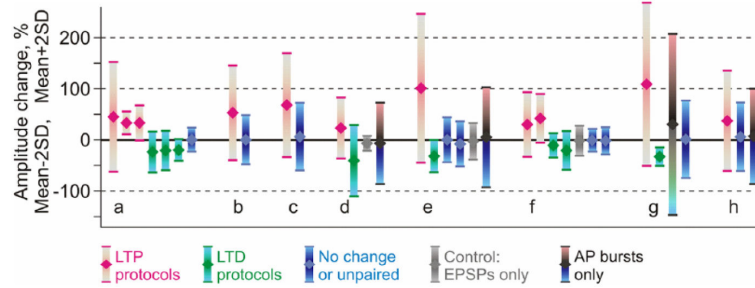 Amplitude change, %
Mean-2SD, Mean+2SD
200
100
0
-100
a b c d e f g h
LTP protocols
LTD protocols
No change or unpaired
Control: EPSPs only
AP bursts only